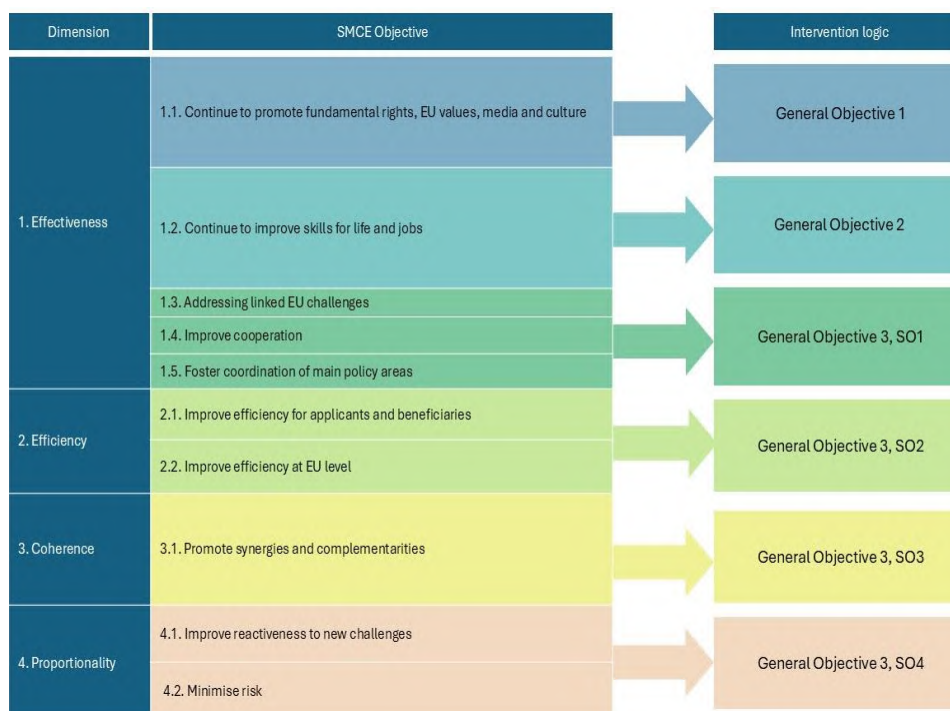 Dimension
SMCE Objective
Intervention logic
1. Effectiveness
1.1. Continue to promote fundamental rights, EU values, media and culture
General Objective 1
1.2. Continue to improve skills for life and jobs
General Objective 2
1.3. Addressing linked EU challenges
1.4. Improve cooperation
1.5. Foster coordination of main policy areas
General Objective 3, SO1
2. Efficiency
2.1. Improve efficiency for applicants and beneficiaries
2.2. Improve efficiency at EU level
General Objective 3, SO2
3. Coherence
3.1. Promote synergies and complementarities
General Objective 3, SO3
4. Proportionality
4.1. Improve reactiveness to new challenges
4.2. Minimise risk
General Objective 3, SO4